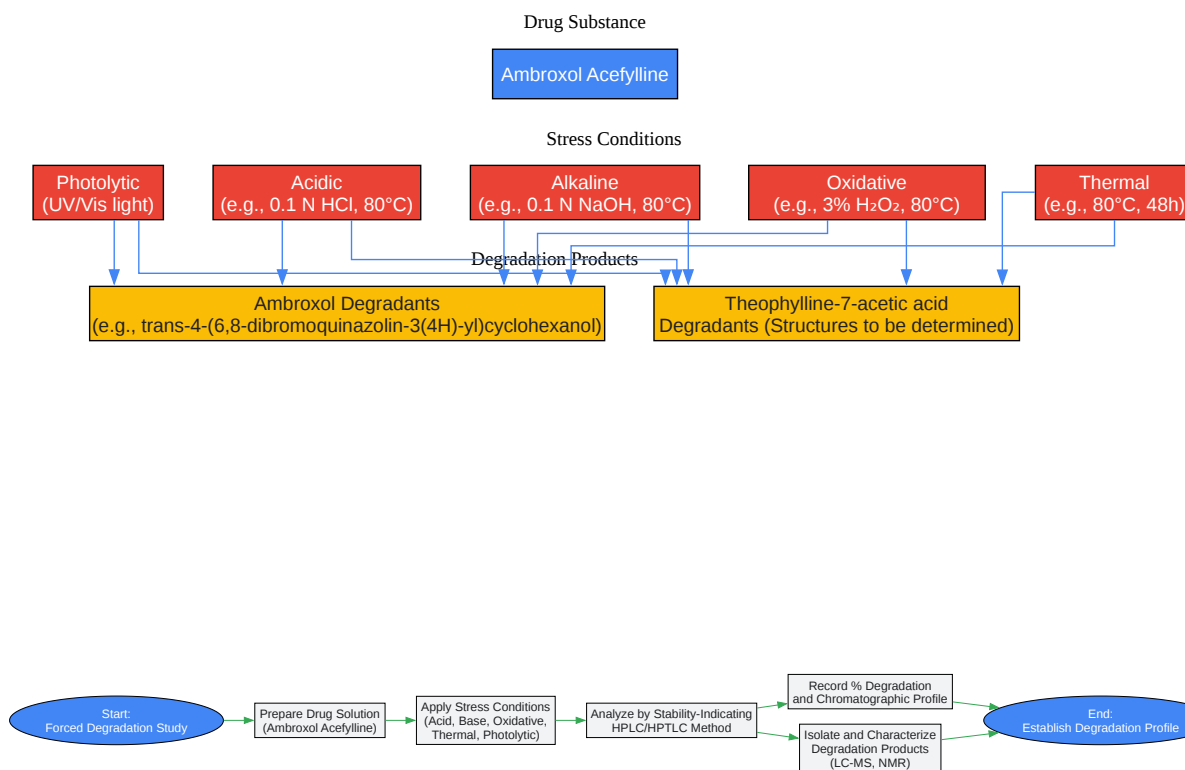 Drug Substance
Ambroxol Acefylline
Stress Conditions
Photolytic
(UV/Vis light)
Acidic
(e.g., 0.1 N HCl, 80°C)
Alkaline
(e.g., 0.1 N NaOH, 80°C)
Oxidative
(e.g., 3% H₂O₂, 80°C)
Thermal
(e.g., 80°C, 48h)
Degradation Products
Ambroxol Degradants
(e.g., trans-4-(6,8-dibromoquinazolin-3(4H)-yl)cyclohexanol)
Theophylline-7-acetic acid
Degradants (Structures to be determined)
Start:
Forced Degradation Study
Prepare Drug Solution
(Ambroxol Acefylline)
Apply Stress Conditions
(Acid, Base, Oxidative,
Thermal, Photolytic)
Analyze by Stability-Indicating
HPLC/HPTLC Method
Record % Degradation
and Chromatographic Profile
Isolate and Characterize
Degradation Products
(LC-MS, NMR)
End:
Establish Degradation Profile